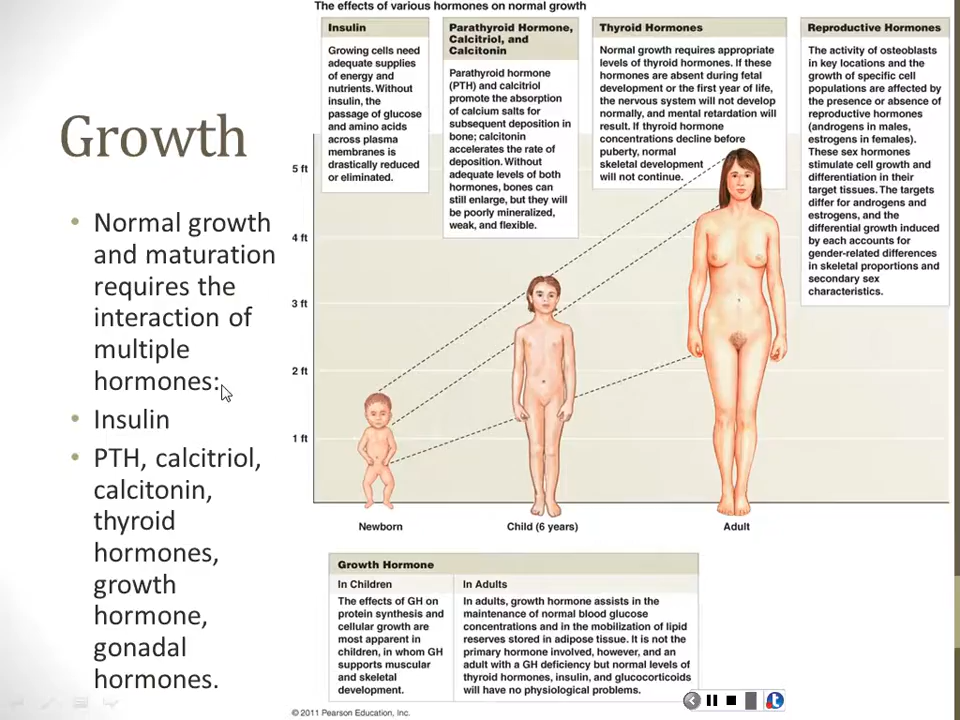 The effects of various hormones on normal growth
Growth
• Normal growth
and maturation
requires the
interaction of
multiple
hormones:
• Insulin
• PTH, calcitriol,
calcitonin,
thyroid
hormones,
growth
hormone,
gonadal
hormones.
Insulin
Growing cells need
adequate supplies
of energy and
nutrients. Without
insulin, the
passage of glucose
and amino acids
across plasma
membranes is
drastically reduced
or eliminated.
Parathyroid Hormone,
Calcitriol, and
Calcitonin
Parathyroid hormone
(PTH) and calcitriol
promote the absorption
of calcium salts for
subsequent deposition in
bone; calcitonin
accelerates the rate of
deposition. Without
adequate levels of both
hormones, bones can
still enlarge, but they will
be poorly mineralized,
weak, and flexible.
Thyroid Hormones
Normal growth requires appropriate
levels of thyroid hormones. If these
hormones are absent during fetal
development or the first year of life,
the nervous system will not develop
normally, and mental retardation will
result. If thyroid hormone
concentrations decline before
puberty, normal
skeletal development
will not continue.
Reproductive Hormones
The activity of osteoblasts
in key locations and the
growth of specific cell
populations are affected by
the presence or absence of
reproductive hormones
(androgens in males,
estrogens in females).
These sex hormones
stimulate cell growth and
differentiation in their
target tissues. The targets
differ for androgens and
estrogens, and the
differential growth induced
by each accounts for
gender-related differences
in skeletal proportions and
secondary sex
characteristics.
5 ft
4 ft
3 ft
2 ft
1 ft
Newborn
Child (6 years)
Adult
Growth Hormone
In Children
The effects of GH on
protein synthesis and
cellular growth are
most apparent in
children, in whom GH
supports muscular
and skeletal
development.
In Adults
In adults, growth hormone assists in the
maintenance of normal blood glucose
concentrations and in the mobilization of lipid
reserves stored in adipose tissue. It is not the
primary hormone involved, however, and an
adult with a GH deficiency but normal levels of
thyroid hormones, insulin, and glucocorticoids
will have no physiological problems.
© 2011 Pearson Education, Inc.
t